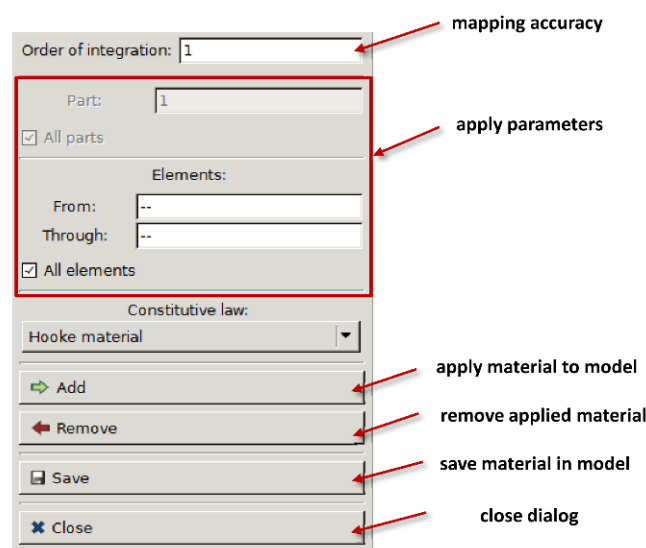 mapping accuracy
Order of integration: 1
Part: 1
apply parameters
All parts
Elements:
From: --
Through: --
All elements
Constitutive law:
Hooke material
apply material to model
Add
remove applied material
Remove
save material in model
Save
close dialog
Close